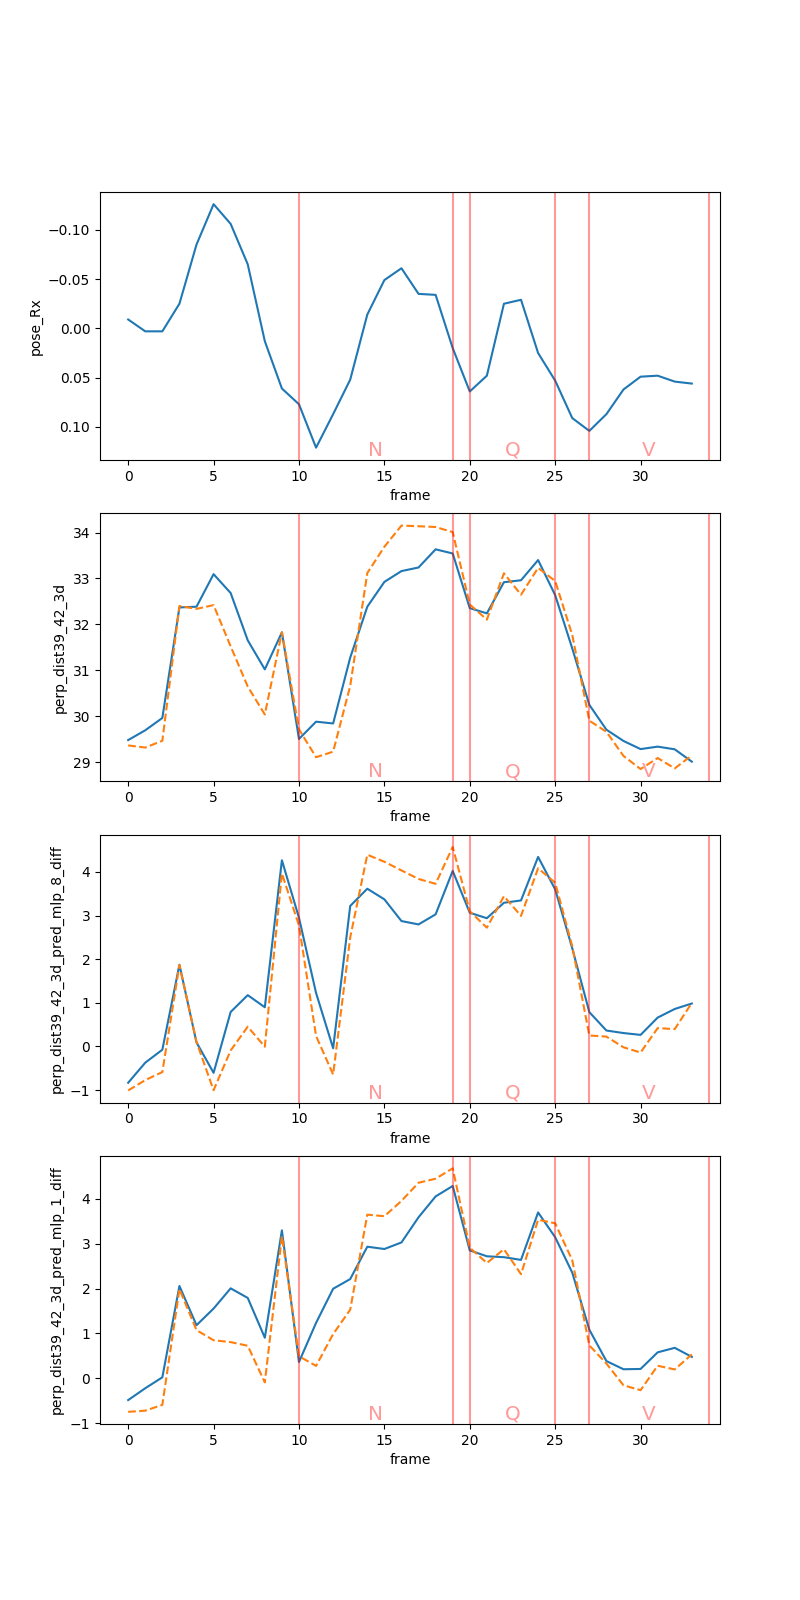 −0.10
−0.05
0.00
0.05
0.10
pose_Rx
N Q V
0 5 10 15 20 25 30
frame
34
33
32
31
30
29
perp_dist39_42_3d
N Q V
0 5 10 15 20 25 30
frame
4
3
2
1
0
−1
perp_dist39_42_3d_pred_mlp_8_diff
N Q V
0 5 10 15 20 25 30
frame
4
3
2
1
0
−1
perp_dist39_42_3d_pred_mlp_1_diff
N Q V
0 5 10 15 20 25 30
frame